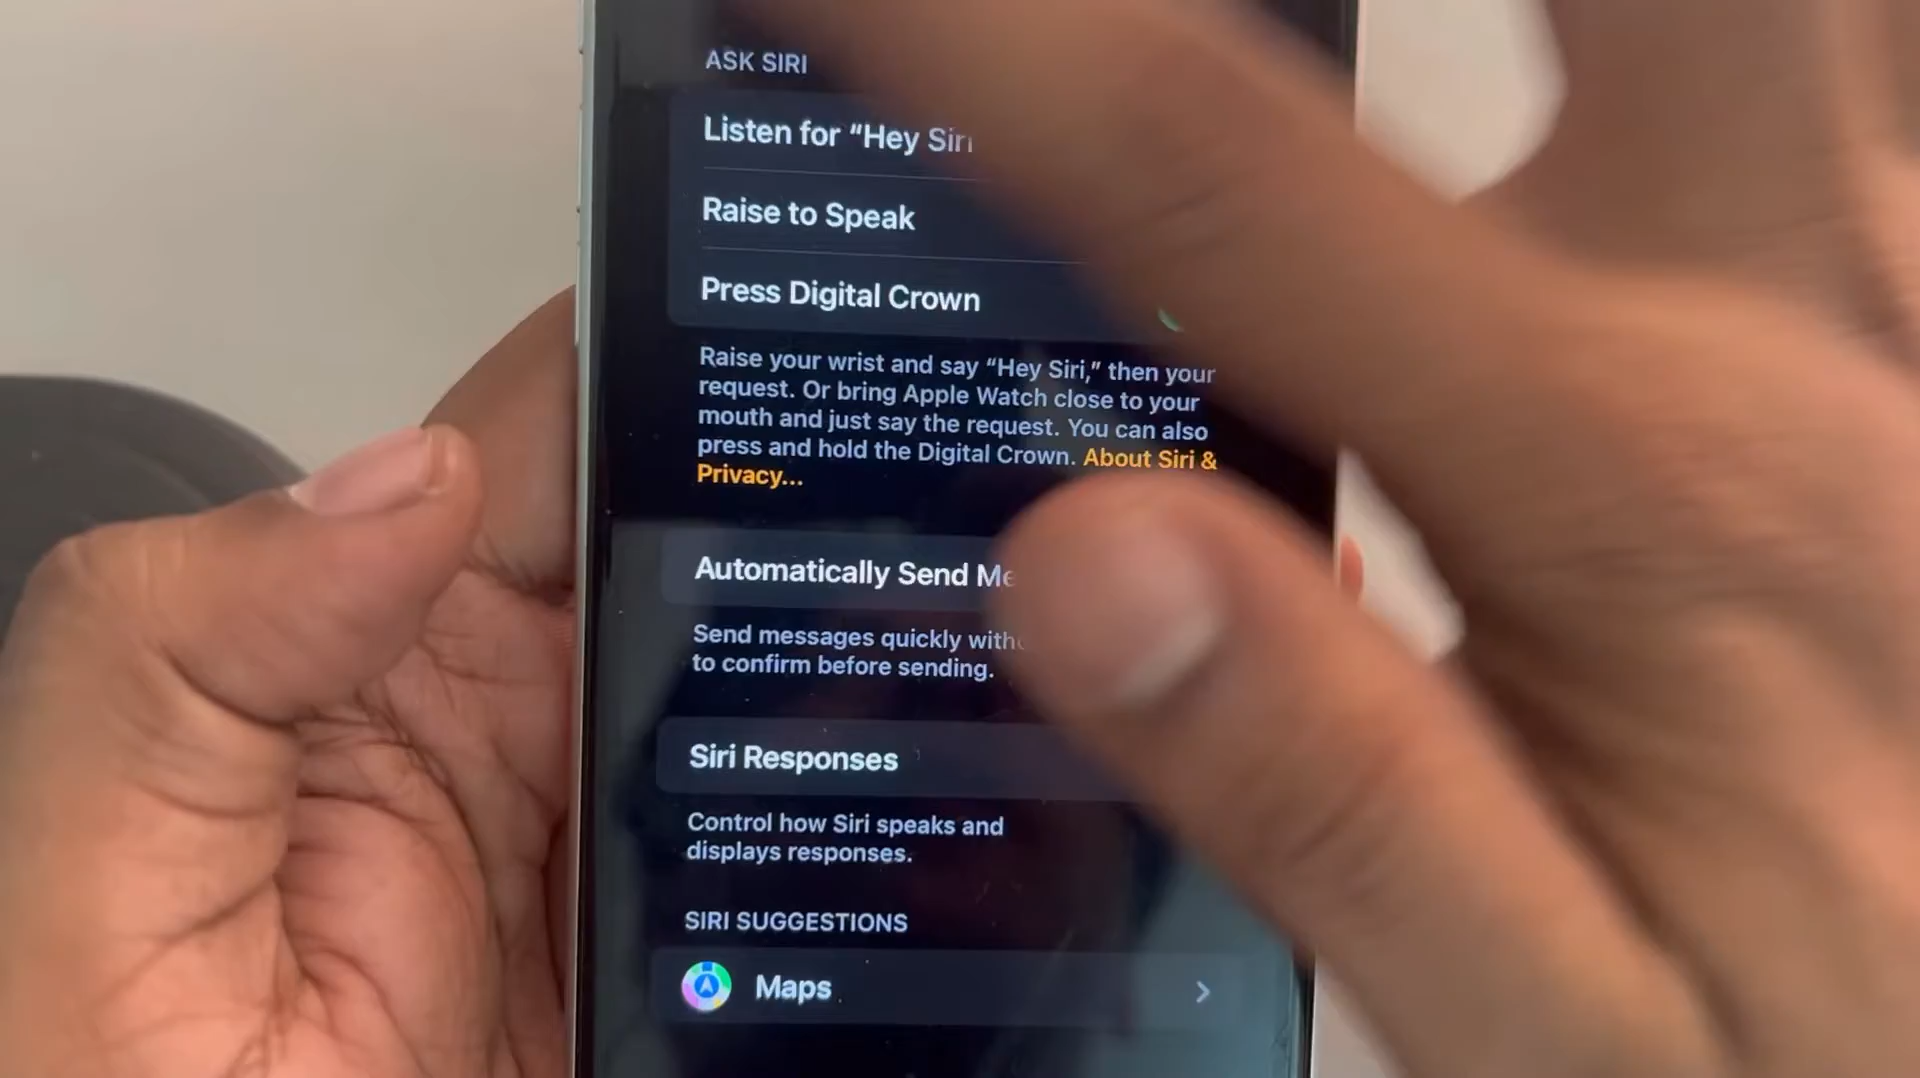 ASK SIRI
Listen for “Hey Siri
Raise to Speak
Press Digital Crown
Raise your wrist and say “Hey Siri,” then your
request. Or bring Apple Watch close to your
mouth and just say the request. You can also
press and hold the Digital Crown. About Siri &
Privacy...
Automatically Send
Send messages quickly
to confirm before sending.
Siri Responses
Control how Siri speaks and
displays responses.
SIRI SUGGESTIONS
Maps